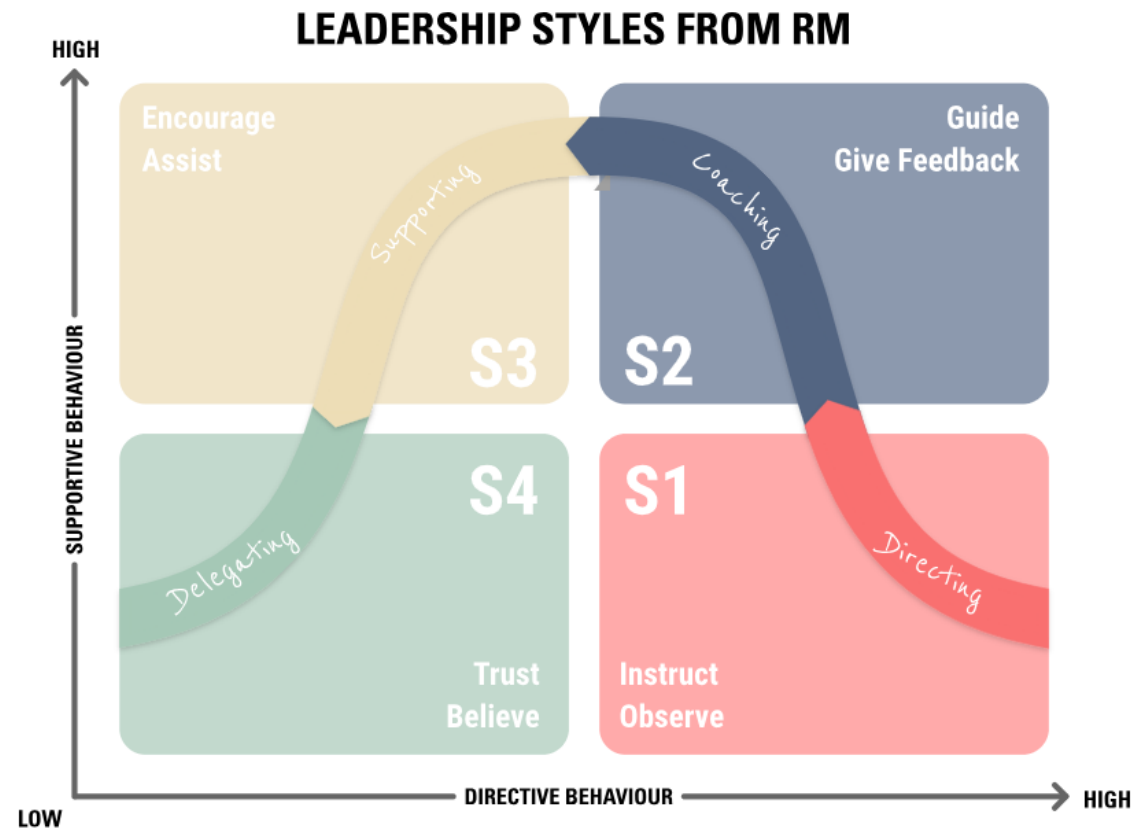 LEADERSHIP STYLES FROM RM
HIGH
Encourage
Assist
Supporting
S3
Guide
Give Feedback
Coaching
S2
SUPPORTIVE BEHAVIOUR
S4
Delegating
Trust
Believe
S1
Directing
Instruct
Observe
LOW
DIRECTIVE BEHAVIOUR
HIGH